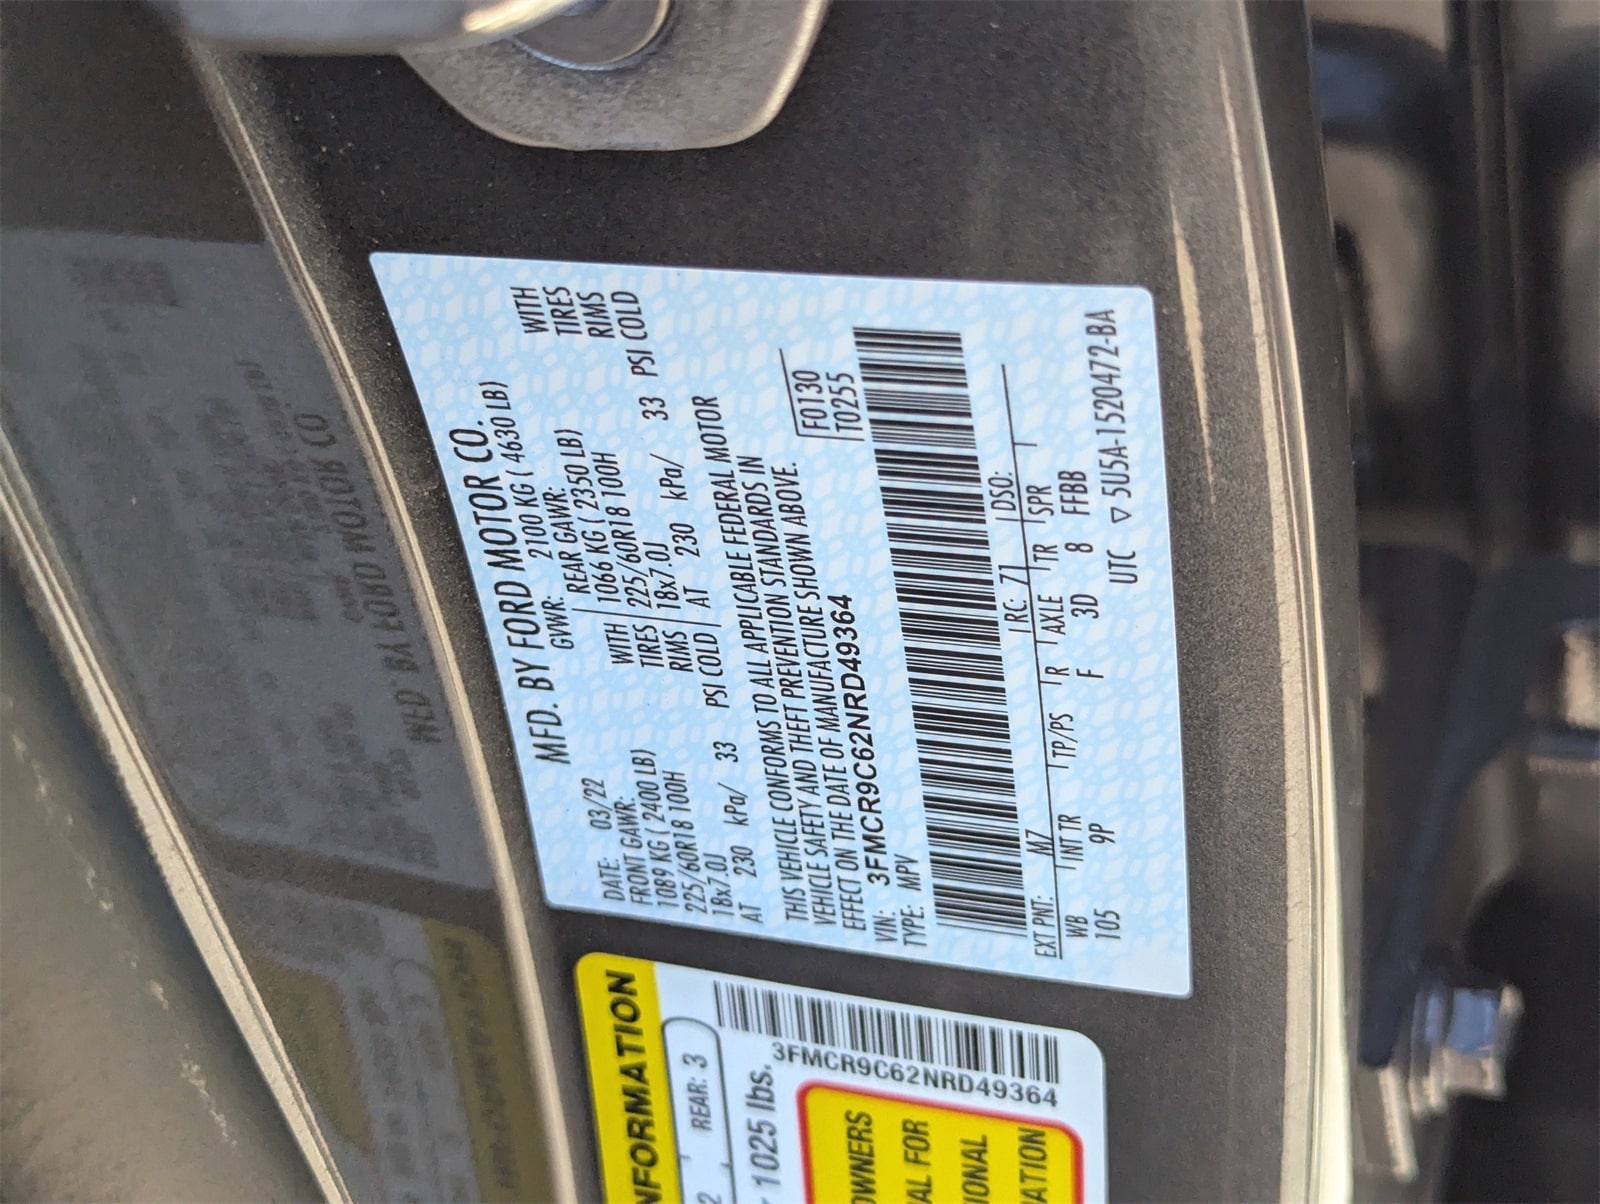 MFD. BY FORD MOTOR CO.
DATE: 03/22 GVWR: 2100 KG ( 4630 LB)
FRONT GAWR: REAR GAWR: WITH
1089 KG ( 2400 LB) WITH 1066 KG ( 2350 LB) TIRES
225/60R18 100H TIRES 225/60R18 100H RIMS
18x7.0J RIMS 18x7.0J
AT 230 kPa/ 33 PSI COLD AT 230 kPa/ 33 PSI COLD
THIS VEHICLE CONFORMS TO ALL APPLICABLE FEDERAL MOTOR
VEHICLE SAFETY AND THEFT PREVENTION STANDARDS IN
EFFECT ON THE DATE OF MANUFACTURE SHOWN ABOVE.
VIN: 3FMCR9C62NRD49364 F0130
TYPE: MPV T0255
EXT PNT: M7 RC: 71 DSO:
WB INT TR TP/PS R AXLE TR SPR
105 9P F 3D 8 FFBB
UTC ▽ 5U5A-1520472-BA
NFORMATION
REAR: 3
1025 lbs.
3FMCR9C62NRD49364
OWNERS
AL FOR
IONAL
ATION